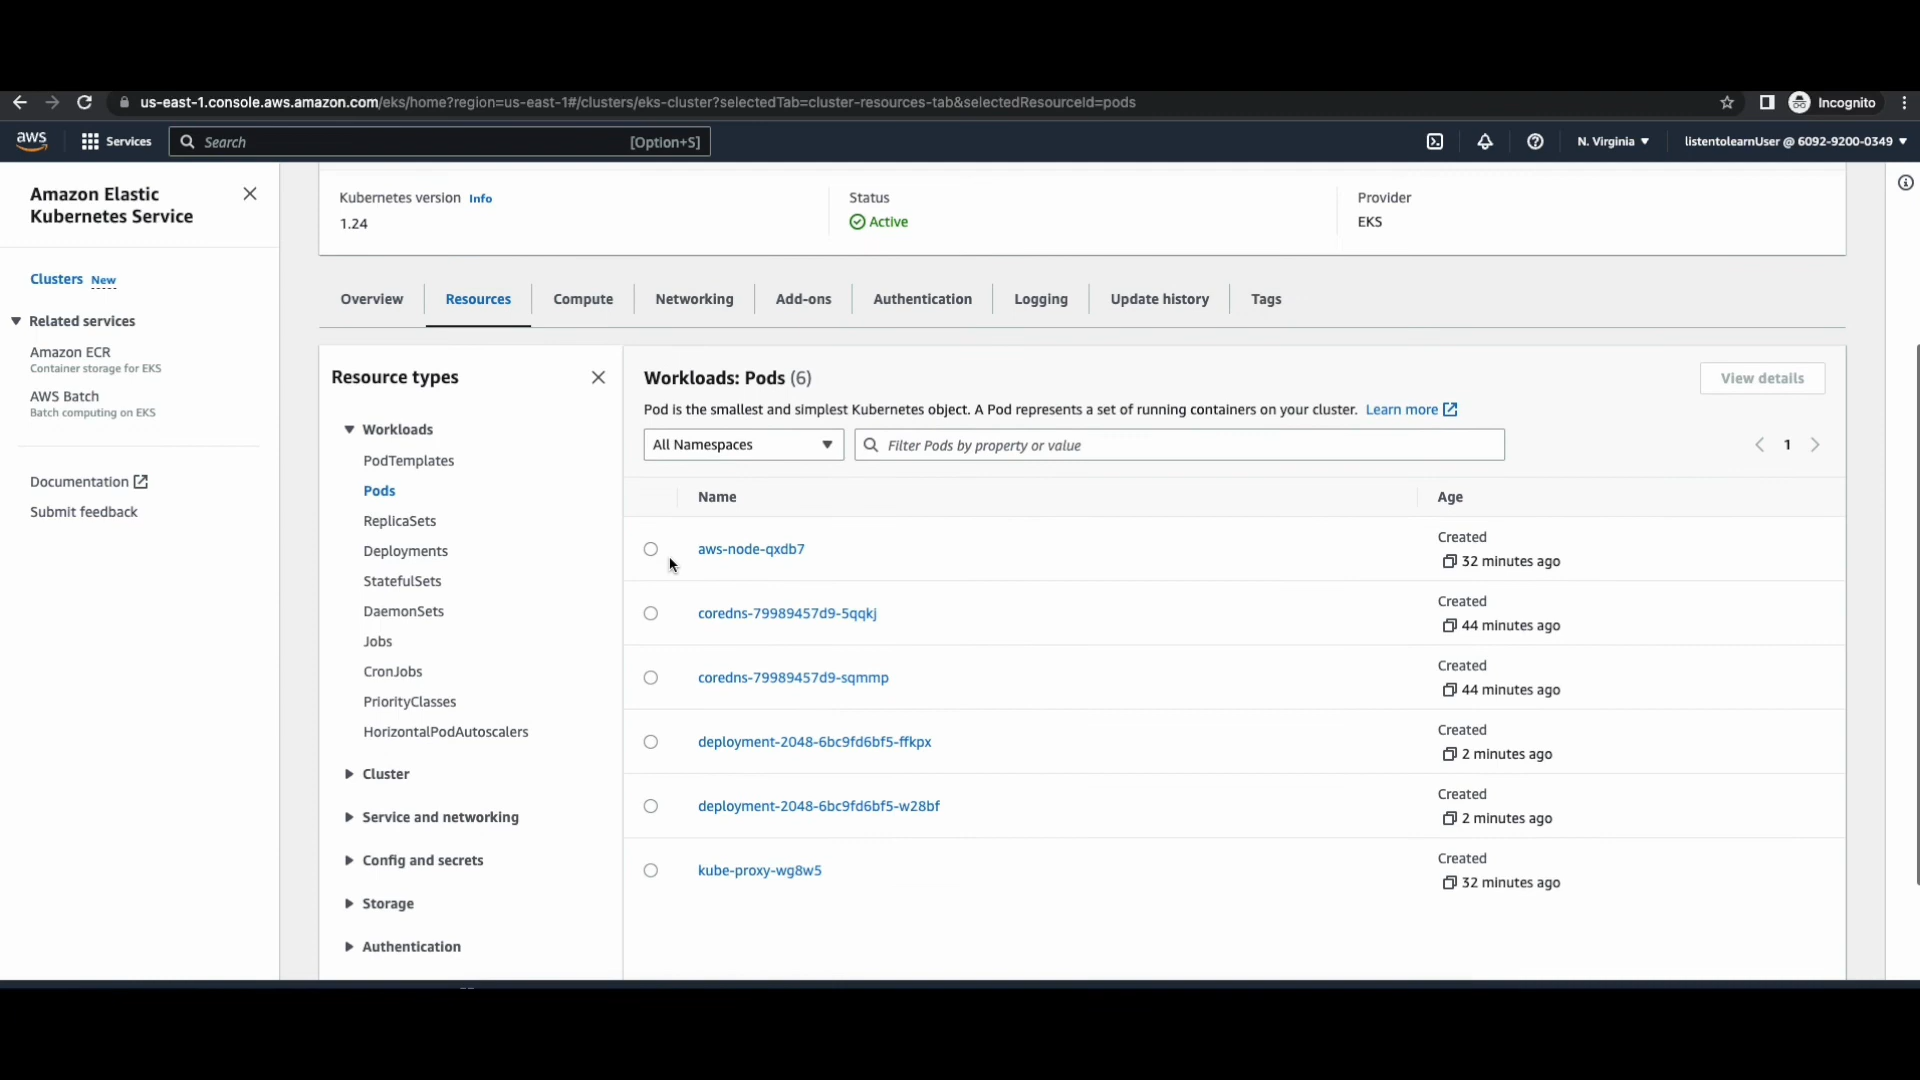 us-east-1.console.aws.amazon.com/eks/home?region=us-east-1#/clusters/eks-cluster?selectedTab=cluster-resources-tab&selectedResourceId=pods
Incognito
aws
Services
Search
[Option+S]
N. Virginia
listentolearnUser @ 6092-9200-0349
Amazon Elastic
Kubernetes Service
Clusters New
Related services
Amazon ECR
Container storage for EKS
AWS Batch
Batch computing on EKS
Documentation
Submit feedback
Kubernetes version Info
1.24
Status
Active
Provider
EKS
Overview
Resources
Compute
Networking
Add-ons
Authentication
Logging
Update history
Tags
Resource types
Workloads
PodTemplates
Pods
ReplicaSets
Deployments
StatefulSets
DaemonSets
Jobs
CronJobs
PriorityClasses
HorizontalPodAutoscalers
Cluster
Service and networking
Config and secrets
Storage
Authentication
Workloads: Pods (6)
View details
Pod is the smallest and simplest Kubernetes object. A Pod represents a set of running containers on your cluster. Learn more
All Namespaces
Filter Pods by property or value
1
Name
Age
aws-node-qxdb7
Created
32 minutes ago
coredns-79989457d9-5qqkj
Created
44 minutes ago
coredns-79989457d9-sqmmp
Created
44 minutes ago
deployment-2048-6bc9fd6bf5-ffkpx
Created
2 minutes ago
deployment-2048-6bc9fd6bf5-w28bf
Created
2 minutes ago
kube-proxy-wg8w5
Created
32 minutes ago